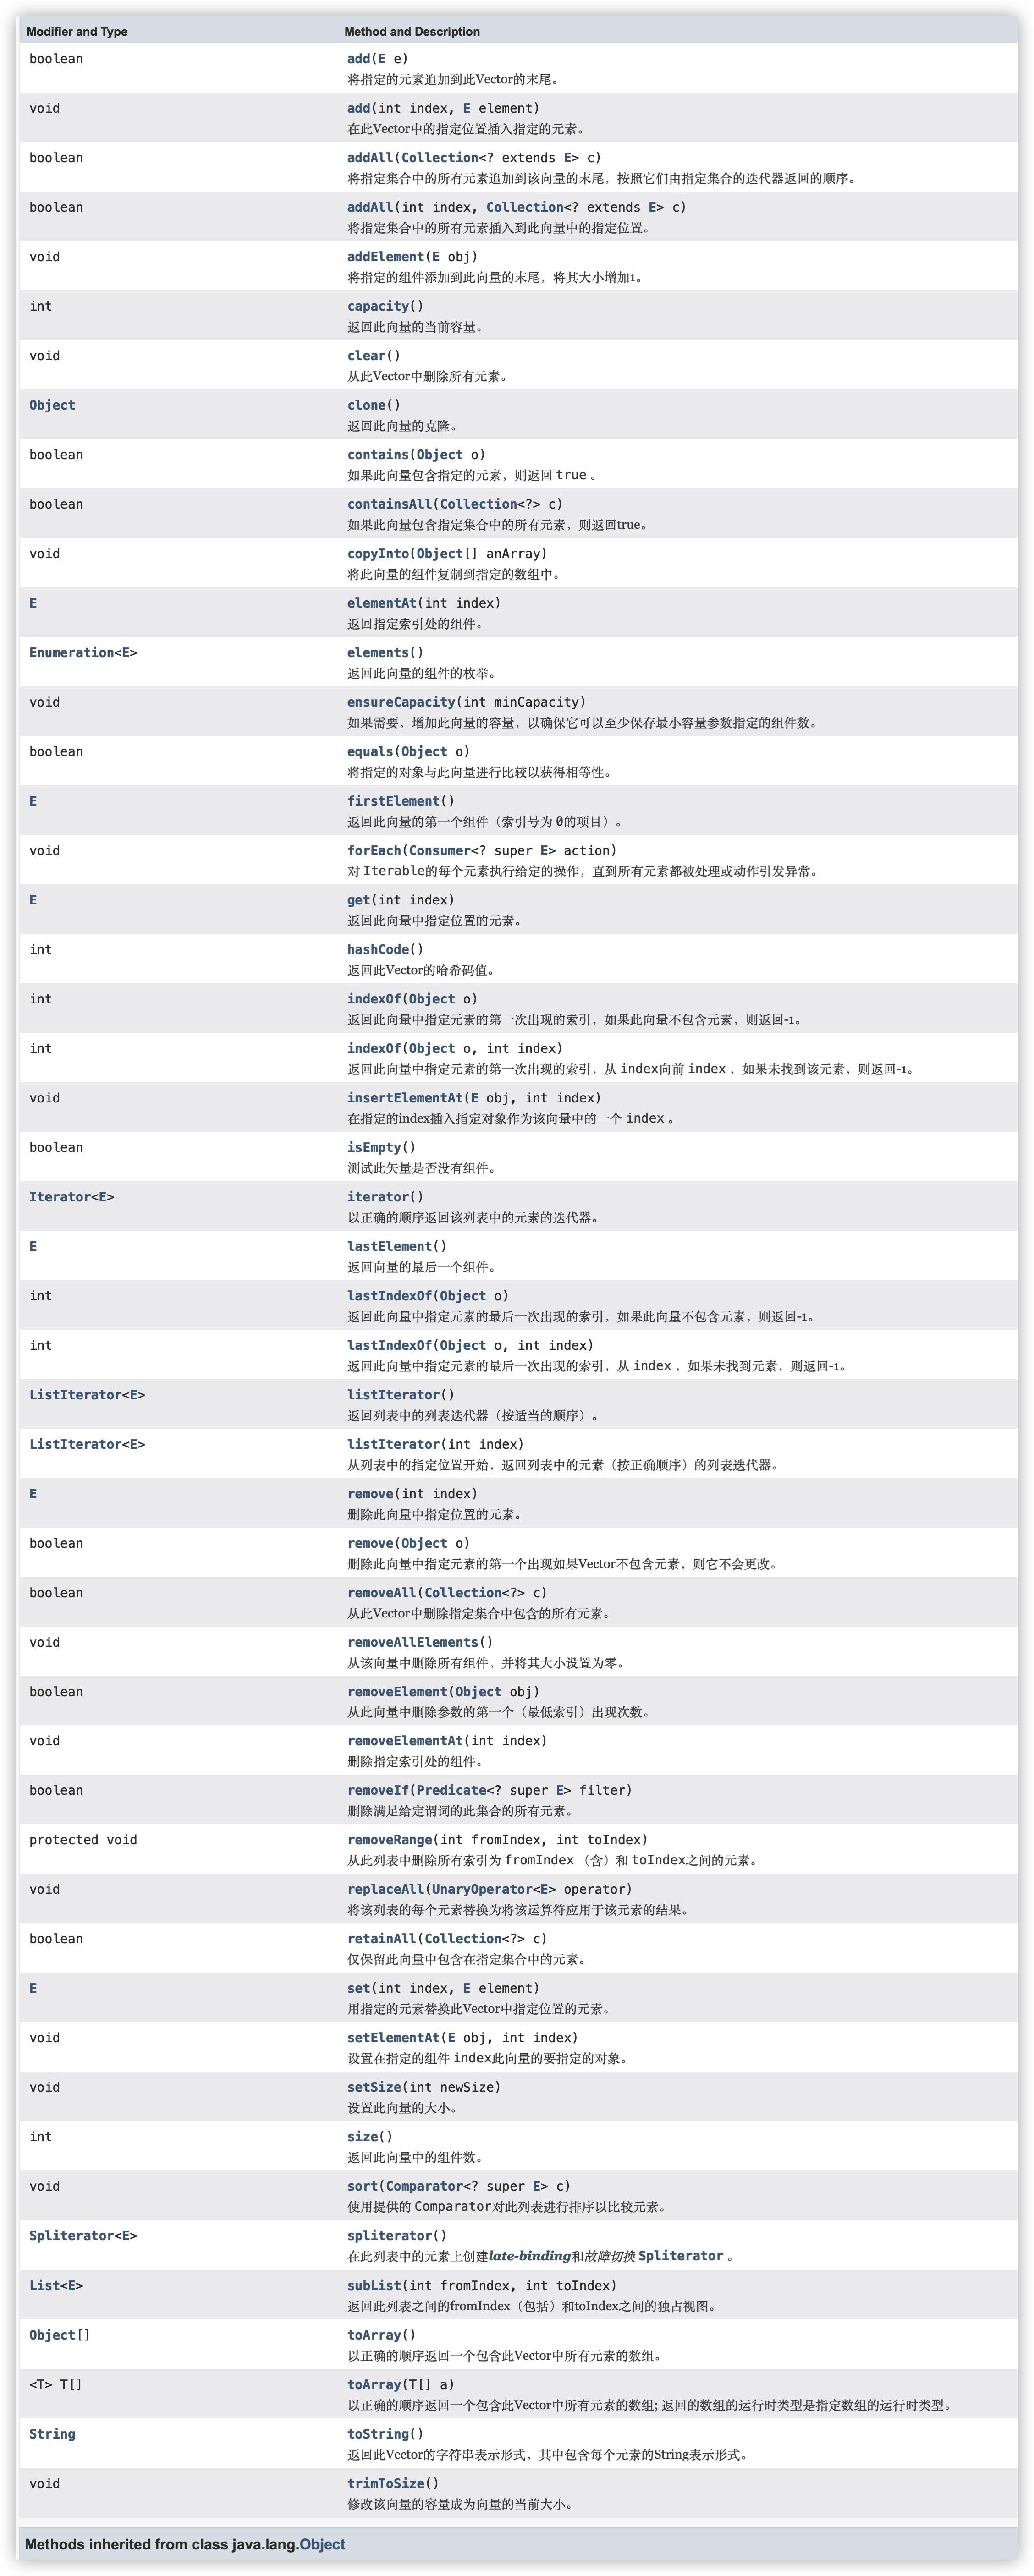 Modifier and Type	Method and Description
boolean	add(E e)
将指定的元素追加到此Vector的末尾。
void	add(int index, E element)
在此Vector中的指定位置插入指定的元素。
boolean	addAll(Collection<? extends E> c)
将指定集合中的所有元素追加到该向量的末尾，按照它们由指定集合的迭代器返回的顺序。
boolean	addAll(int index, Collection<? extends E> c)
将指定集合中的所有元素插入到此向量中的指定位置。
void	addElement(E obj)
将指定的组件添加到此向量的末尾，将其大小增加1。
int	capacity()
返回此向量的当前容量。
void	clear()
从此Vector中删除所有元素。
Object	clone()
返回此向量的克隆。
boolean	contains(Object o)
如果此向量包含指定的元素，则返回 true 。
boolean	containsAll(Collection<?> c)
如果此向量包含指定集合中的所有元素，则返回true。
void	copyInto(Object[] anArray)
将此向量的组件复制到指定的数组中。
E	elementAt(int index)
返回指定索引处的组件。
Enumeration<E>	elements()
返回此向量的组件的枚举。
void	ensureCapacity(int minCapacity)
如果需要，增加此向量的容量，以确保它可以至少保存最小容量参数指定的组件数。
boolean	equals(Object o)
将指定的对象与此向量进行比较以获得相等性。
E	firstElement()
返回此向量的第一个组件（索引号为 0的项目）。
void	forEach(Consumer<? super E> action)
对 Iterable的每个元素执行给定的操作，直到所有元素都被处理或动作引发异常。
E	get(int index)
返回此向量中指定位置的元素。
int	hashCode()
返回此Vector的哈希码值。
int	indexOf(Object o)
返回此向量中指定元素的第一次出现的索引，如果此向量不包含元素，则返回-1。
int	indexOf(Object o, int index)
返回此向量中指定元素的第一次出现的索引，从 index向前 index ，如果未找到该元素，则返回-1。
void	insertElementAt(E obj, int index)
在指定的index插入指定对象作为该向量中的一个 index 。
boolean	isEmpty()
测试此矢量是否没有组件。
Iterator<E>	iterator()
以正确的顺序返回该列表中的元素的迭代器。
E	lastElement()
返回向量的最后一个组件。
int	lastIndexOf(Object o)
返回此向量中指定元素的最后一次出现的索引，如果此向量不包含元素，则返回-1。
int	lastIndexOf(Object o, int index)
返回此向量中指定元素的最后一次出现的索引，从 index ，如果未找到元素，则返回-1。
ListIterator<E>	listIterator()
返回列表中的列表迭代器（按适当的顺序）。
ListIterator<E>	listIterator(int index)
从列表中的指定位置开始，返回列表中的元素（按正确顺序）的列表迭代器。
E	remove(int index)
删除此向量中指定位置的元素。
boolean	remove(Object o)
删除此向量中指定元素的第一个出现如果Vector不包含元素，则它不会更改。
boolean	removeAll(Collection<?> c)
从此Vector中删除指定集合中包含的所有元素。
void	removeAllElements()
从该向量中删除所有组件，并将其大小设置为零。
boolean	removeElement(Object obj)
从此向量中删除参数的第一个（最低索引）出现次数。
void	removeElementAt(int index)
删除指定索引处的组件。
boolean	removeIf(Predicate<? super E> filter)
删除满足给定谓词的此集合的所有元素。
protected void	removeRange(int fromIndex, int toIndex)
从此列表中删除所有索引为 fromIndex （含）和 toIndex之间的元素。
void	replaceAll(UnaryOperator<E> operator)
将该列表的每个元素替换为将该运算符应用于该元素的结果。
boolean	retainAll(Collection<?> c)
仅保留此向量中包含在指定集合中的元素。
E	set(int index, E element)
用指定的元素替换此Vector中指定位置的元素。
void	setElementAt(E obj, int index)
设置在指定的组件 index此向量的要指定的对象。
void	setSize(int newSize)
设置此向量的大小。
int	size()
返回此向量中的组件数。
void	sort(Comparator<? super E> c)
使用提供的 Comparator对此列表进行排序以比较元素。
Spliterator<E>	spliterator()
在此列表中的元素上创建late-binding和故障切换 Spliterator 。
List<E>	subList(int fromIndex, int toIndex)
返回此列表之间的fromIndex（包括）和toIndex之间的独占视图。
Object[]	toArray()
以正确的顺序返回一个包含此Vector中所有元素的数组。
<T> T[]	toArray(T[] a)
以正确的顺序返回一个包含此Vector中所有元素的数组; 返回的数组的运行时类型是指定数组的运行时类型。
String	toString()
返回此Vector的字符串表示形式，其中包含每个元素的String表示形式。
void	trimToSize()
修改该向量的容量成为向量的当前大小。
Methods inherited from class java.lang.Object